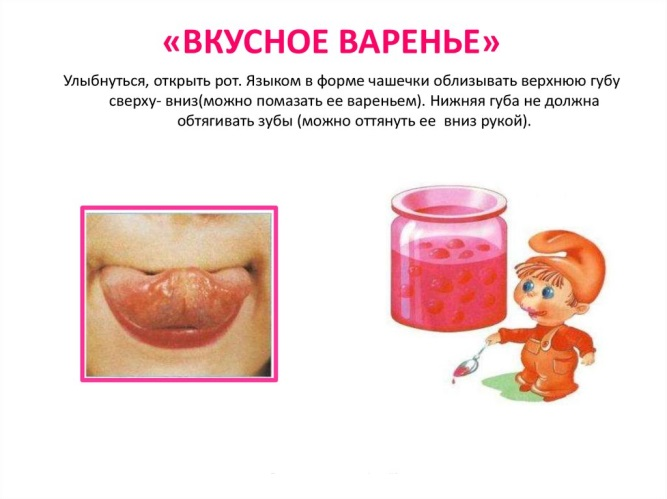 «ВКУСНОЕ ВАРЕНЬЕ»
Улыбнуться, открыть рот. Языком в форме чашечки облизывать верхнюю губу
сверху- вниз(можно помазать ее вареньем). Нижняя губа не должна
обтягивать зубы (можно оттянуть ее вниз рукой).